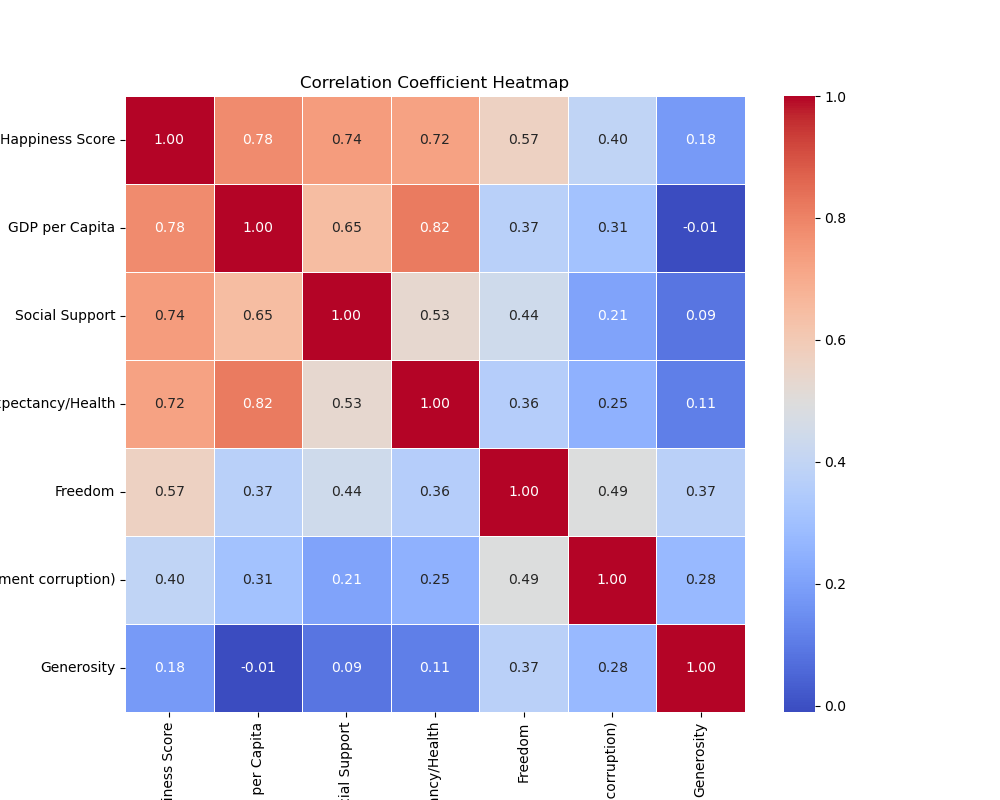 Correlation Coefficient Heatmap
Happiness Score 1.00 0.78 0.74 0.72 0.57 0.40 0.18
GDP per Capita 0.78 1.00 0.65 0.82 0.37 0.31 -0.01
Social Support 0.74 0.65 1.00 0.53 0.44 0.21 0.09
pectancy/Health 0.72 0.82 0.53 1.00 0.36 0.25 0.11
Freedom 0.57 0.37 0.44 0.36 1.00 0.49 0.37
ment corruption) 0.40 0.31 0.21 0.25 0.49 1.00 0.28
Generosity 0.18 -0.01 0.09 0.11 0.37 0.28 1.00
iness Score
per Capita
cial Support
ancy/Health
Freedom
corruption)
Generosity
1.0
0.8
0.6
0.4
0.2
0.0